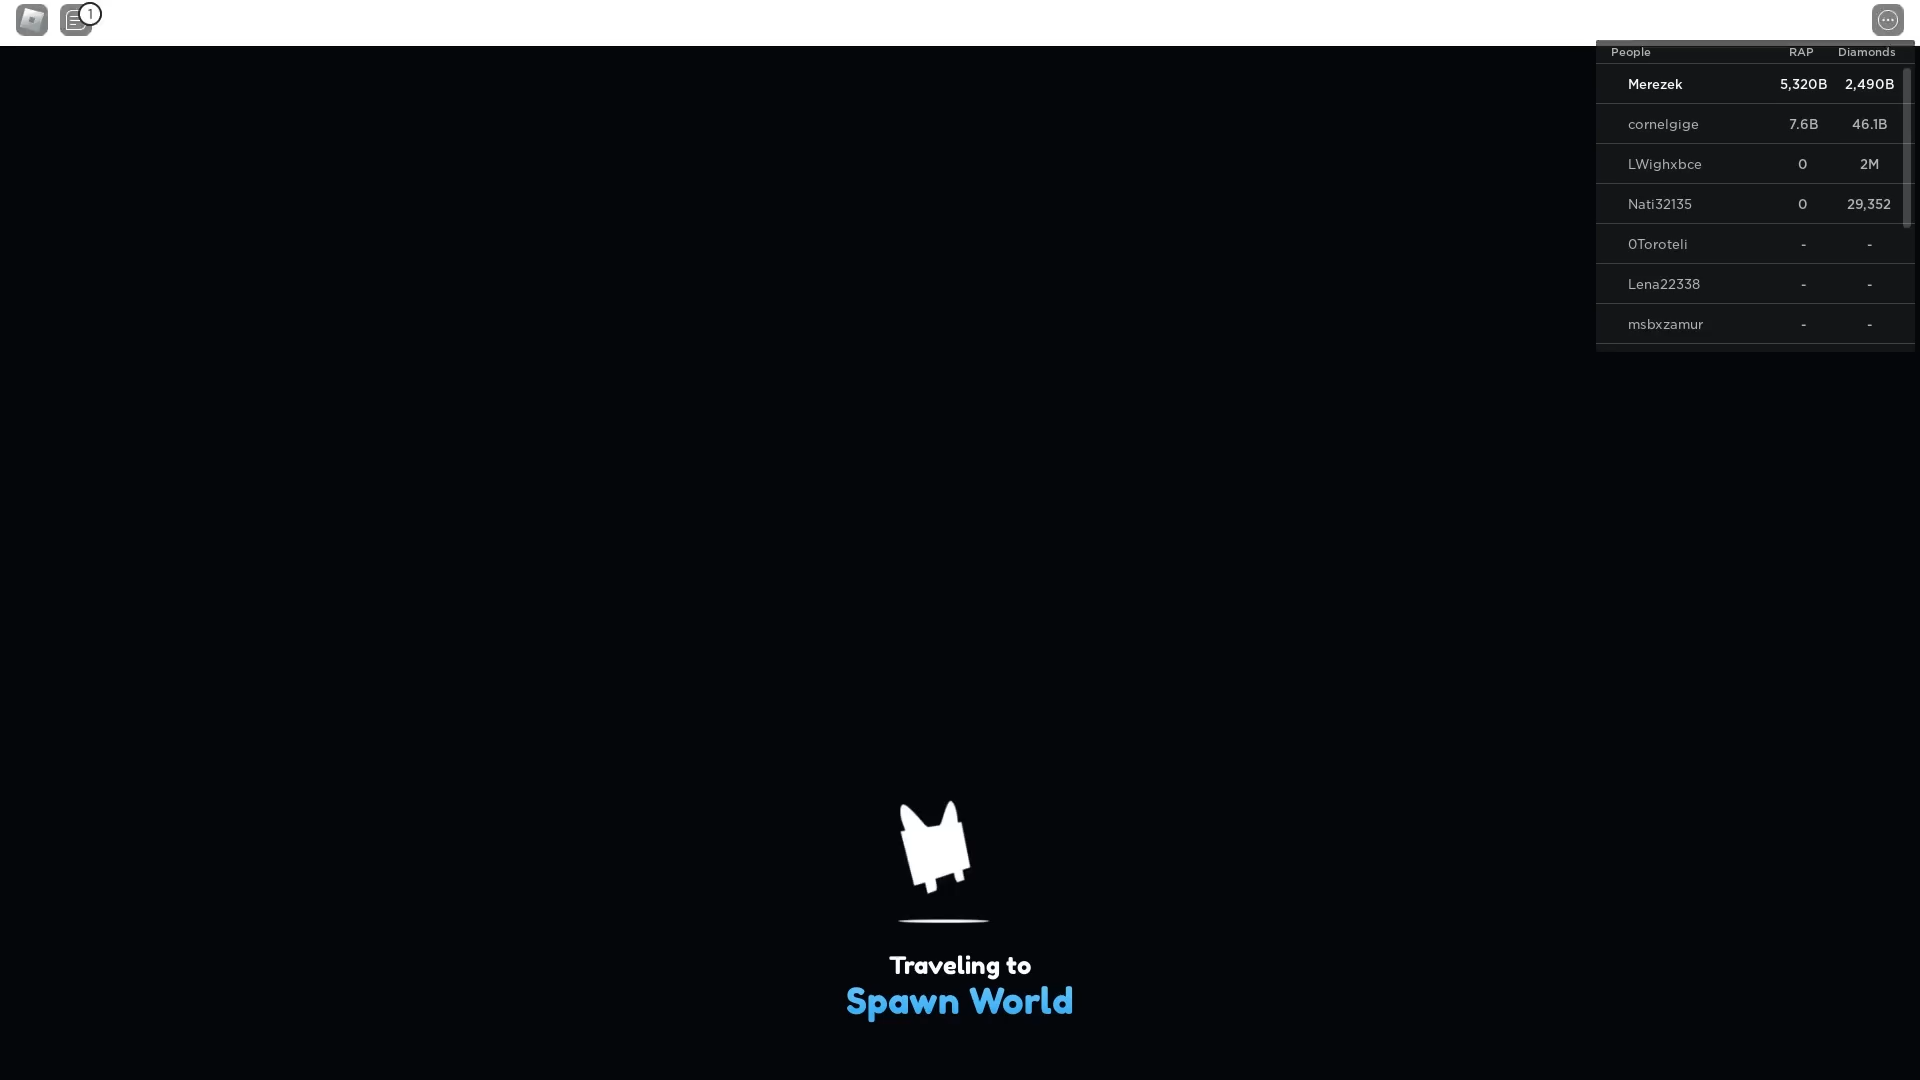 1
People RAP Diamonds
Merezek 5,320B 2,490B
cornelgige 7.6B 46.1B
LWighxbce 0 2M
Nati32135 0 29,352
0Toroteli - -
Lena22338 - -
msbxzamur - -
Traveling to
Spawn World